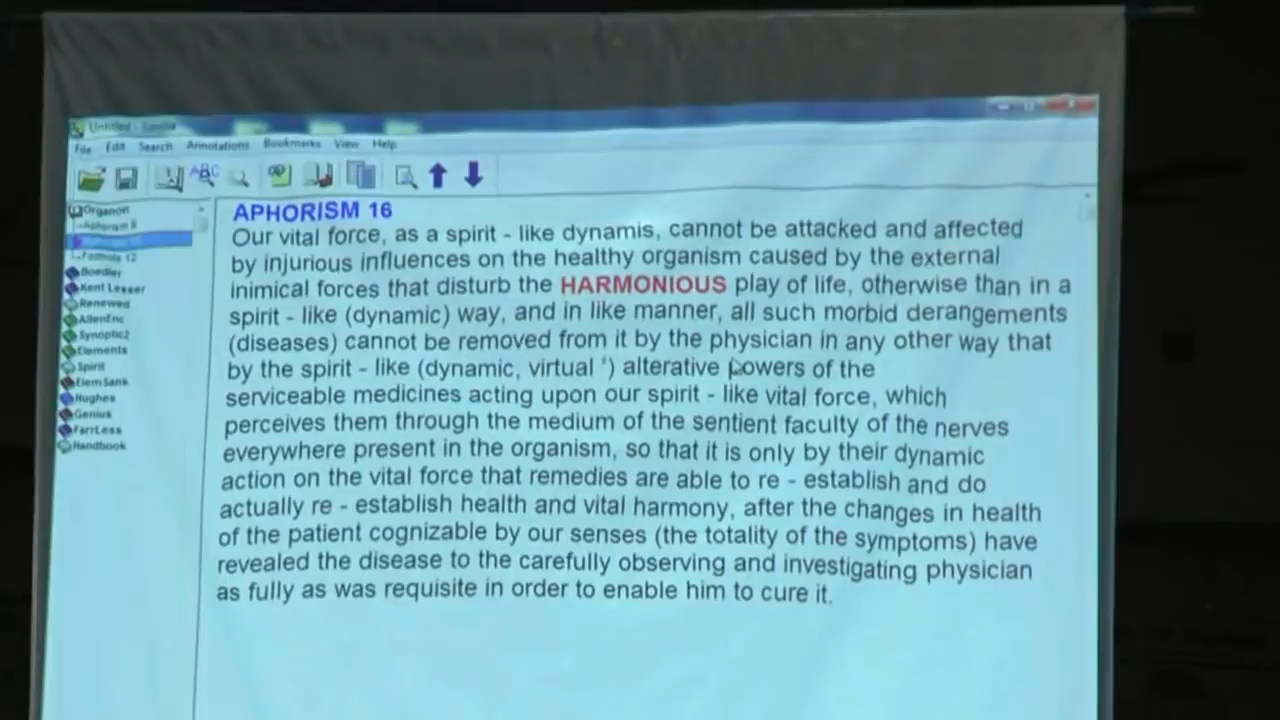 File Edit Search Annotations Bookmarks View Help
Organon
Aphorism
Footnote 12
Boedler
Kent Lesser
Renewed
AllenEnc
Synoptic2
Elements
Spirit
ElemSank
Hughes
Genius
FarrLess
Handbook
APHORISM 16
Our vital force, as a spirit - like dynamis, cannot be attacked and affected
by injurious influences on the healthy organism caused by the external
inimical forces that disturb the HARMONIOUS play of life, otherwise than in a
spirit - like (dynamic) way, and in like manner, all such morbid derangements
(diseases) cannot be removed from it by the physician in any other way that
by the spirit - like (dynamic, virtual ') alterative powers of the
serviceable medicines acting upon our spirit - like vital force, which
perceives them through the medium of the sentient faculty of the nerves
everywhere present in the organism, so that it is only by their dynamic
action on the vital force that remedies are able to re - establish and do
actually re - establish health and vital harmony, after the changes in health
of the patient cognizable by our senses (the totality of the symptoms) have
revealed the disease to the carefully observing and investigating physician
as fully as was requisite in order to enable him to cure it.